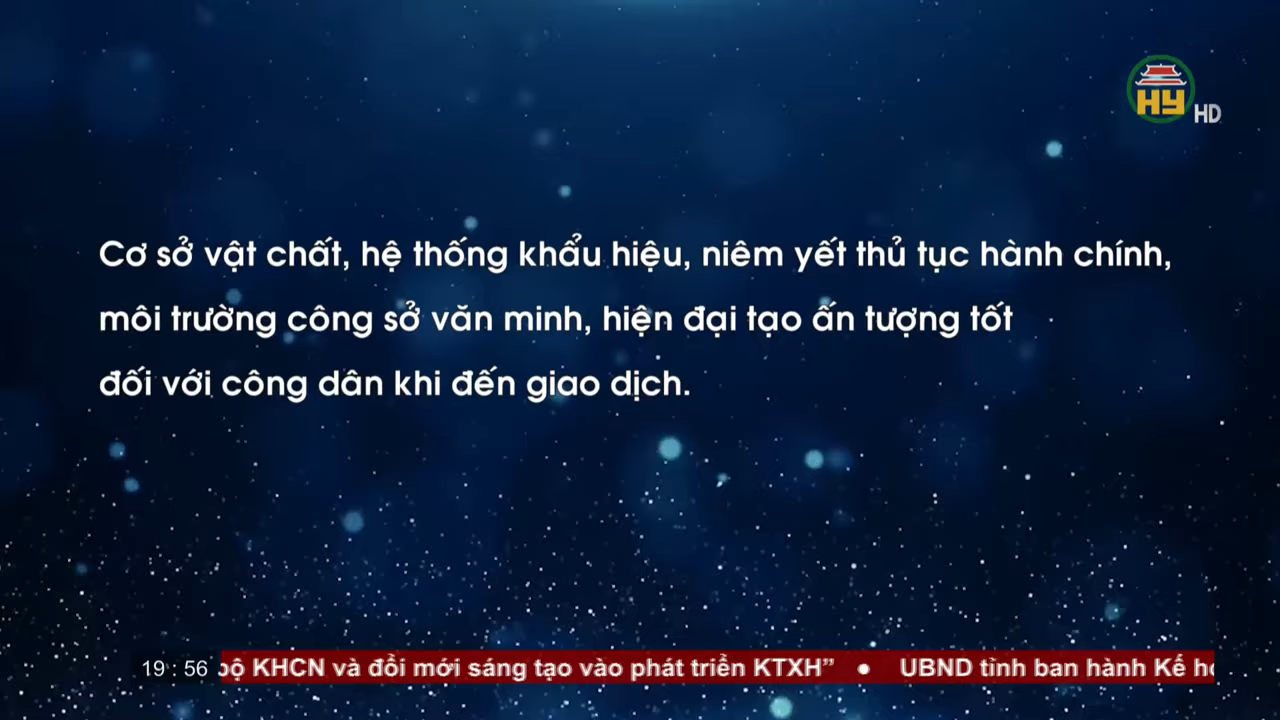 HY HD
Cơ sở vật chất, hệ thống khẩu hiệu, niêm yết thủ tục hành chính,
môi trường công sở văn minh, hiện đại tạo ấn tượng tốt
đối với công dân khi đến giao dịch.
19 : 56 bộ KHCN và đổi mới sáng tạo vào phát triển KTXH” ● UBND tỉnh ban hành Kế